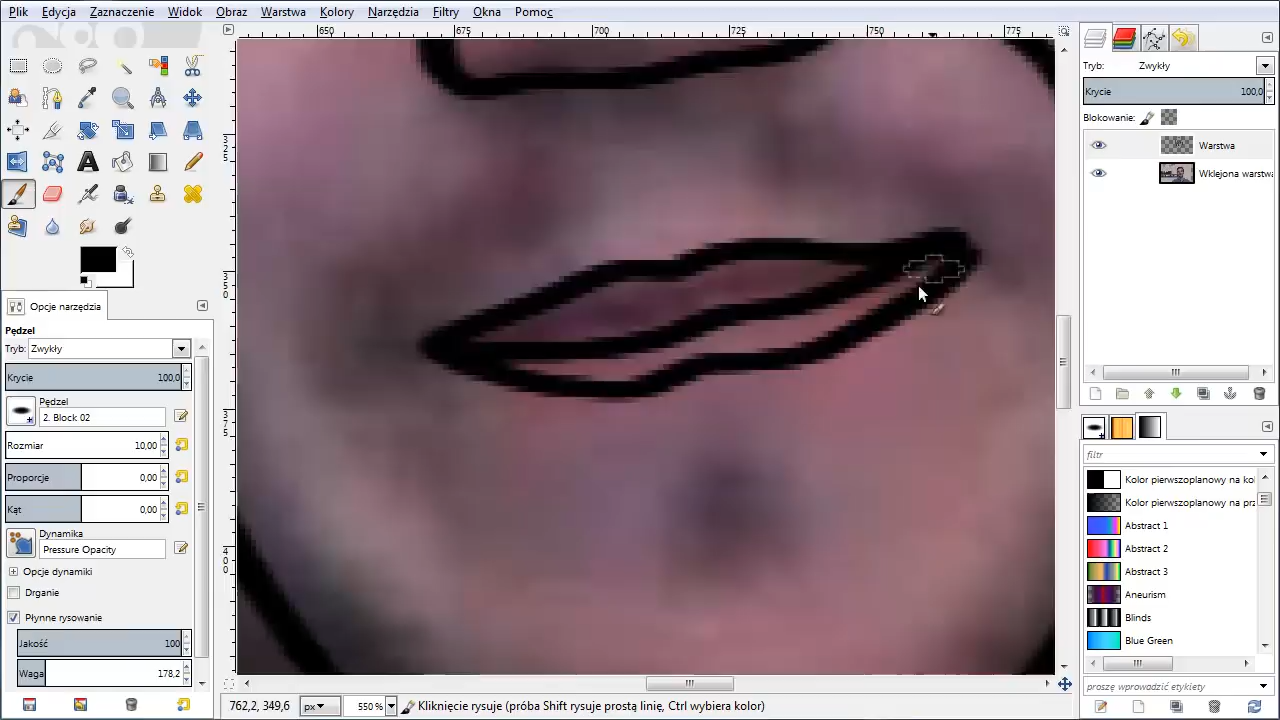 Plik Edycja Zaznaczenie Widok Obraz Warstwa Kolory Narzędzia Filtry Okna Pomoc
650 675 700 725 750 775
Tryb: Zwykły
Krycie 100,0
Blokowanie:
Warstwa
Wklejona warstwa
325
350
375
400
Opcje narzędzia
Pędzel
Tryb: Zwykły
Krycie 100,0
Pędzel
2. Block 02
Rozmiar 10,00
Proporcje 0,00
Kąt 0,00
Dynamika
Pressure Opacity
Opcje dynamiki
Drganie
Płynne rysowanie
Jakość 100
Waga 178,2
filtr
Kolor pierwszoplanowy na ko
Kolor pierwszoplanowy na prz
Abstract 1
Abstract 2
Abstract 3
Aneurism
Blinds
Blue Green
proszę wprowadzić etykiety
762,2, 349,6 px 550 % Kliknięcie rysuje (próba Shift rysuje prostą linię, Ctrl wybiera kolor)